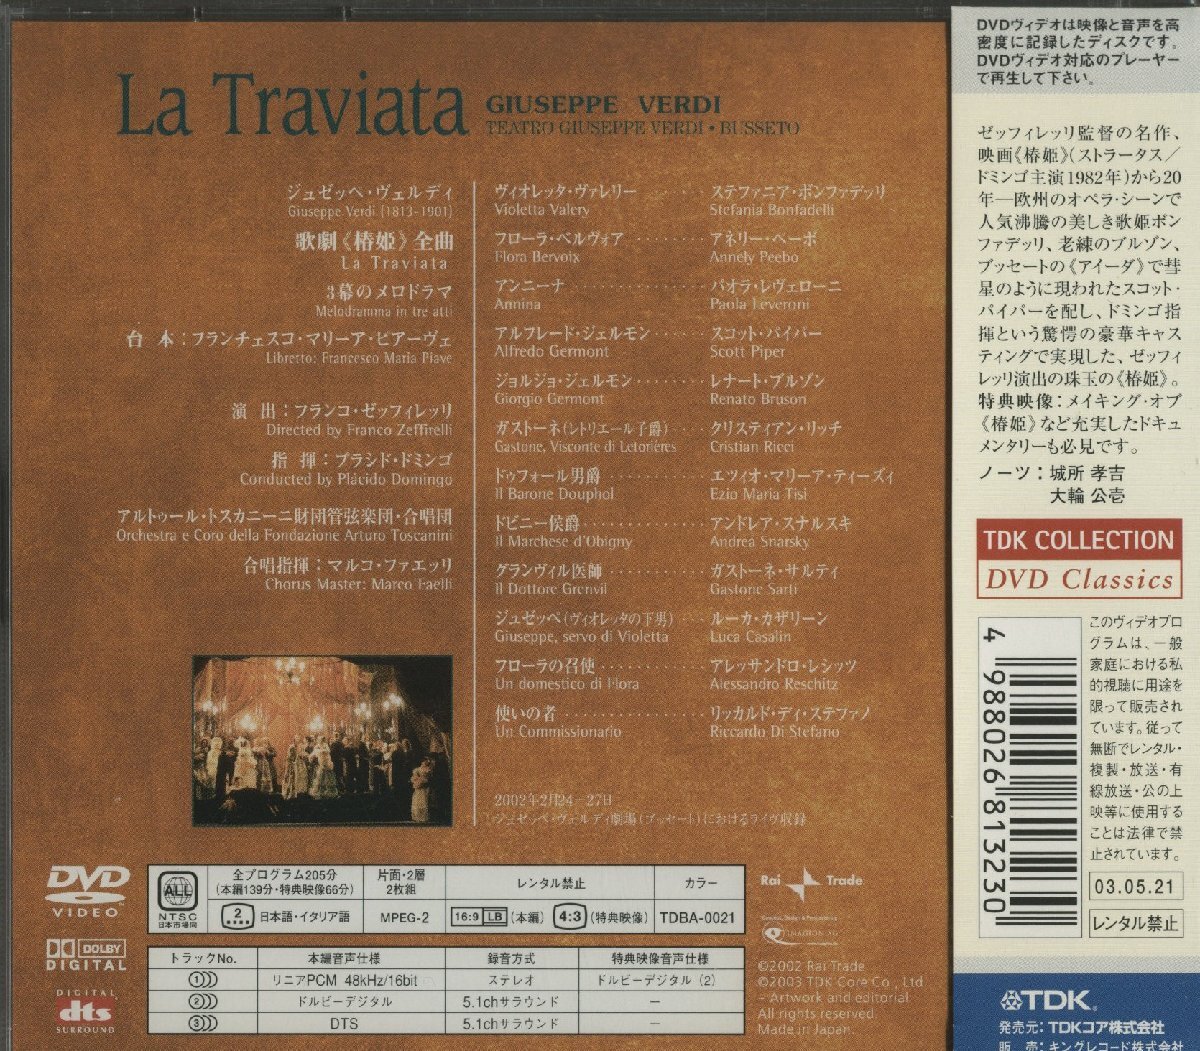 La Traviata
GIUSEPPE VERDI
TEATRO GIUSEPPE VERDI・BUSSETO
ジュゼッペ・ヴェルディ
Giuseppe Verdi (1813-1901)
歌劇《椿姫》全曲
La Traviata
3幕のメロドラマ
Melodramma in tre atti
台 本：フランチェスコ・マリーア・ピアーヴェ
Libretto: Francesco Maria Piave
演 出：フランコ・ゼッフィレッリ
Directed by Franco Zeffirelli
指 揮：プラシド・ドミンゴ
Conducted by Plácido Domingo
アルトゥール・トスカニーニ財団管弦楽団・合唱団
Orchestra e Coro della Fondazione Arturo Toscanini
合唱指揮：マルコ・ファエッリ
Chorus Master: Marco Faelli
ヴィオレッタ・ヴァレリー ‥‥‥ ステファニア・ボンファデッリ
Violetta Valery Stefania Bonfadelli
フローラ・ベルヴォア ‥‥‥‥ アネリー・ペーボ
Flora Bervoix Annely Peebo
アンニーナ ‥‥‥‥‥‥ パオラ・レヴェローニ
Annina Paola Leveroni
アルフレード・ジェルモン ‥‥‥ スコット・パイパー
Alfredo Germont Scott Piper
ジョルジョ・ジェルモン ‥‥‥ レナート・ブルゾン
Giorgio Germont Renato Bruson
ガストーネ（レトリエール子爵） ‥‥ クリスティアン・リッチ
Gastone, Visconte di Letorières Cristian Ricci
ドゥフォール男爵 ‥‥‥‥ エツィオ・マリーア・ティーズィ
Il Barone Douphol Ezio Maria Tisi
ドビニー侯爵 ‥‥‥‥‥ アンドレア・スナルスキ
Il Marchese d'Obigny Andrea Snarsky
グランヴィル医師 ‥‥‥‥ ガストーネ・サルティ
Il Dottore Grenvil Gastone Sarti
ジュゼッペ（ヴィオレッタの下男） ‥‥ ルーカ・カザリーン
Giuseppe, servo di Violetta Luca Casalin
フローラの召使 ‥‥‥‥‥ アレッサンドロ・レシッツ
Un domestico di Flora Alessandro Reschitz
使いの者 ‥‥‥‥‥‥ リッカルド・ディ・ステファノ
Un Commissionario Riccardo Di Stefano
2002年2月24－27日
ジュゼッペ・ヴェルディ劇場（ブッセート）におけるライヴ収録
DVD
VIDEO
DOLBY
DIGITAL
DIGITAL
dts
SURROUND
ALL
NTSC
日本市場向
全プログラム205分
（本編139分・特典映像66分）
片面・2層
2枚組
レンタル禁止
カラー
2 日本語・イタリア語
MPEG-2
16:9 LB （本編） 4:3 （特典映像）
TDBA-0021
トラックNo. 本編音声仕様 録音方式 特典映像音声仕様
1 リニアPCM 48kHz/16bit ステレオ ドルビーデジタル（2）
2 ドルビーデジタル 5.1chサラウンド －
3 DTS 5.1chサラウンド －
Rai Trade
©2002 Rai Trade
©2003 TDK Core Co., Ltd
– Artwork and editorial
All rights reserved.
Made in Japan.
DVDヴィデオは映像と音声を高
密度に記録したディスクです。
DVDヴィデオ対応のプレーヤー
で再生して下さい。
ゼッフィレッリ監督の名作、
映画《椿姫》（ストラータス／
ドミンゴ主演1982年）から20
年―欧州のオペラ・シーンで
人気沸騰の美しき歌姫ボン
ファデッリ、老練のブルゾン、
ブッセートの《アイーダ》で彗
星のように現われたスコット・
パイパーを配し、ドミンゴ指
揮という驚愕の豪華キャス
ティングで実現した、ゼッフィ
レッリ演出の珠玉の《椿姫》。
特典映像：メイキング・オブ
《椿姫》など充実したドキュ
メンタリーも必見です。
ノーツ：城所 孝吉
大輪 公壱
TDK COLLECTION
DVD Classics
4 988026 813230
このヴィデオプロ
グラムは、一般
家庭における私
的視聴に用途を
限って販売され
ています。従って
無断でレンタル・
複製・放送・有
線放送・公の上
映等に使用する
ことは法律で禁
止されています。
03.05.21
レンタル禁止
TDK
発売元：TDKコア株式会社
販 売：キングレコード株式会社